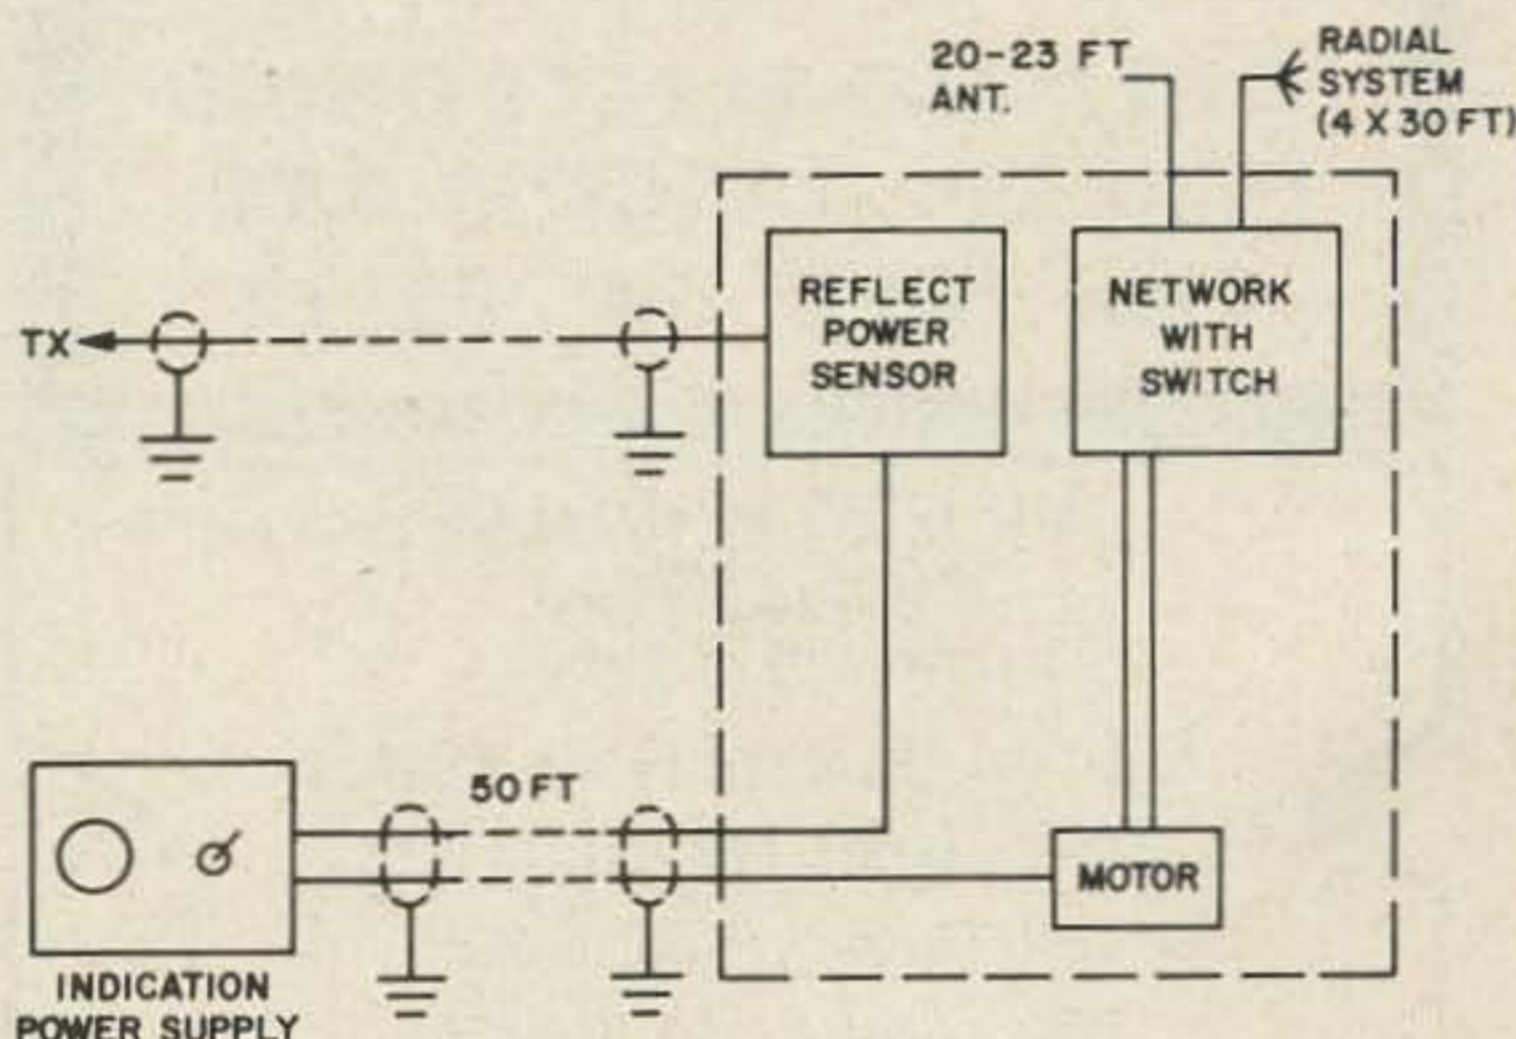 20-23 FT
ANT.
RADIAL
SYSTEM
(4 X 30 FT)
TX
REFLECT
POWER
SENSOR
NETWORK
WITH
SWITCH
50 FT
MOTOR
INDICATION
POWER SUPPLY